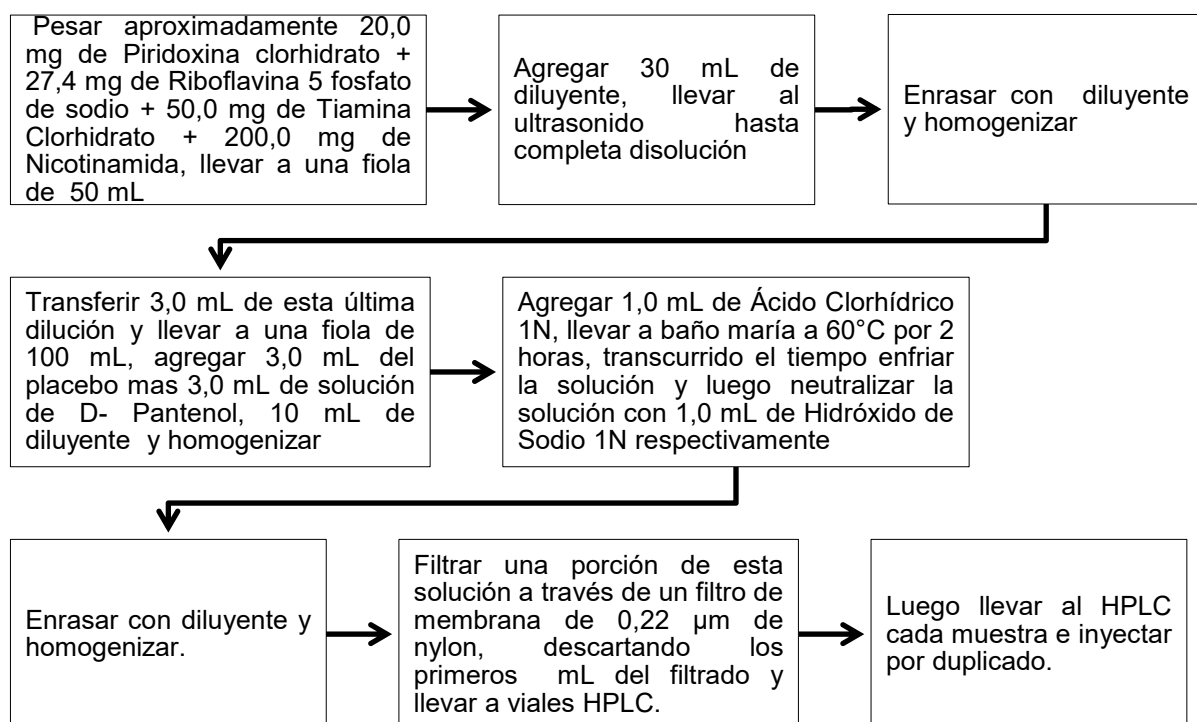 Pesar aproximadamente 20,0
mg de Piridoxina clorhidrato +
27,4 mg de Riboflavina 5 fosfato
de sodio + 50,0 mg de Tiamina
Clorhidrato + 200,0 mg de
Nicotinamida, llevar a una fiola
de 50 mL
Agregar 30 mL de
diluyente, llevar al
ultrasonido hasta
completa disolución
Enrasar con diluyente
y homogenizar
Transferir 3,0 mL de esta última
dilución y llevar a una fiola de
100 mL, agregar 3,0 mL del
placebo mas 3,0 mL de solución
de D- Pantenol, 10 mL de
diluyente y homogenizar
Agregar 1,0 mL de Ácido Clorhídrico
1N, llevar a baño maría a 60°C por 2
horas, transcurrido el tiempo enfriar
la solución y luego neutralizar la
solución con 1,0 mL de Hidróxido de
Sodio 1N respectivamente
Enrasar con diluyente y
homogenizar.
Filtrar una porción de esta
solución a través de un filtro de
membrana de 0,22 µm de
nylon, descartando los
primeros mL del filtrado y
llevar a viales HPLC.
Luego llevar al HPLC
cada muestra e inyectar
por duplicado.